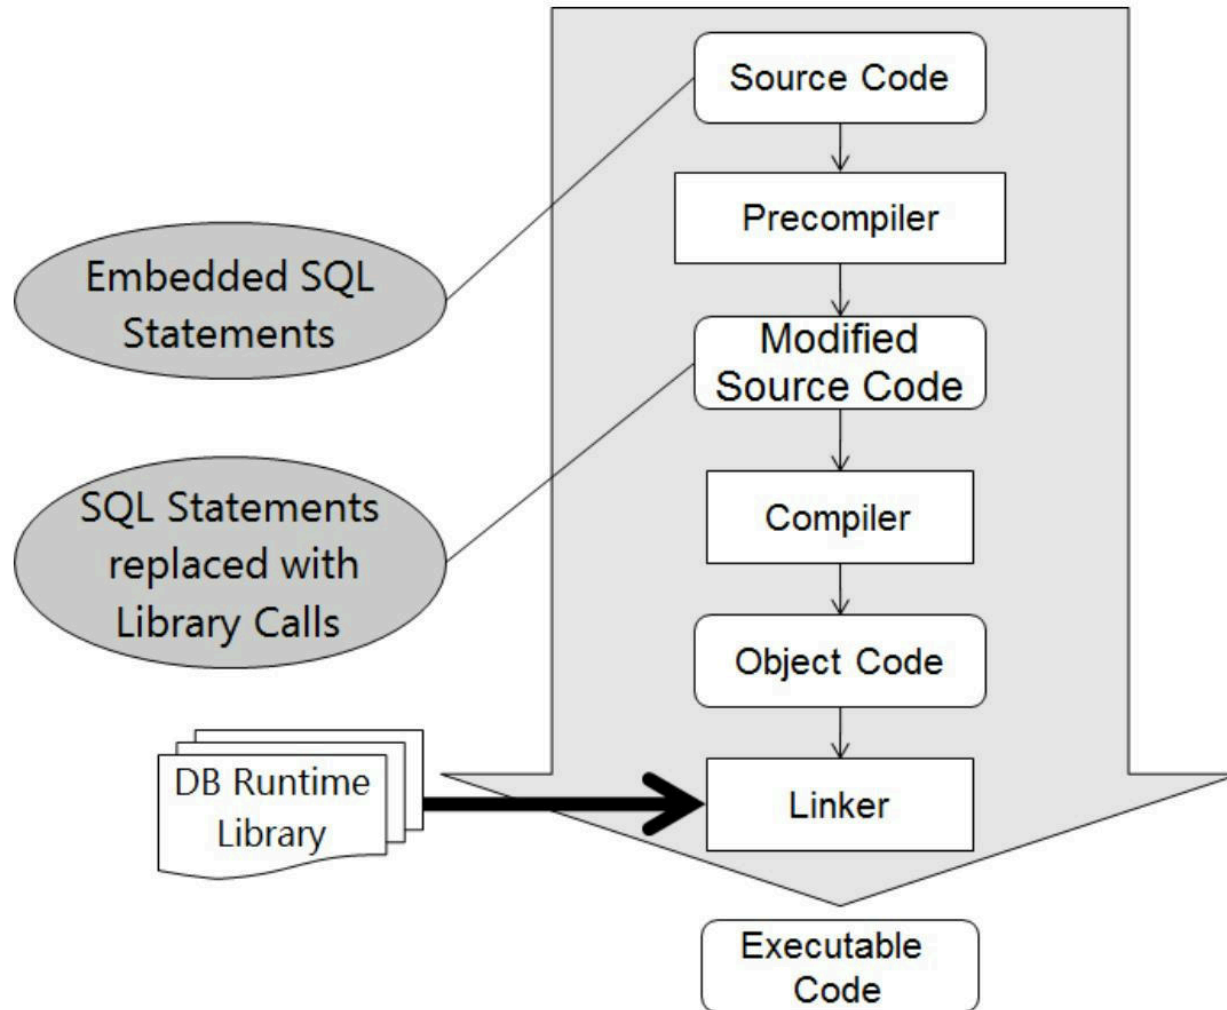 Source Code
Precompiler
Embedded SQL
Statements
Modified
Source Code
SQL Statements
replaced with
Library Calls
Compiler
Object Code
DB Runtime
Library
Linker
Executable
Code